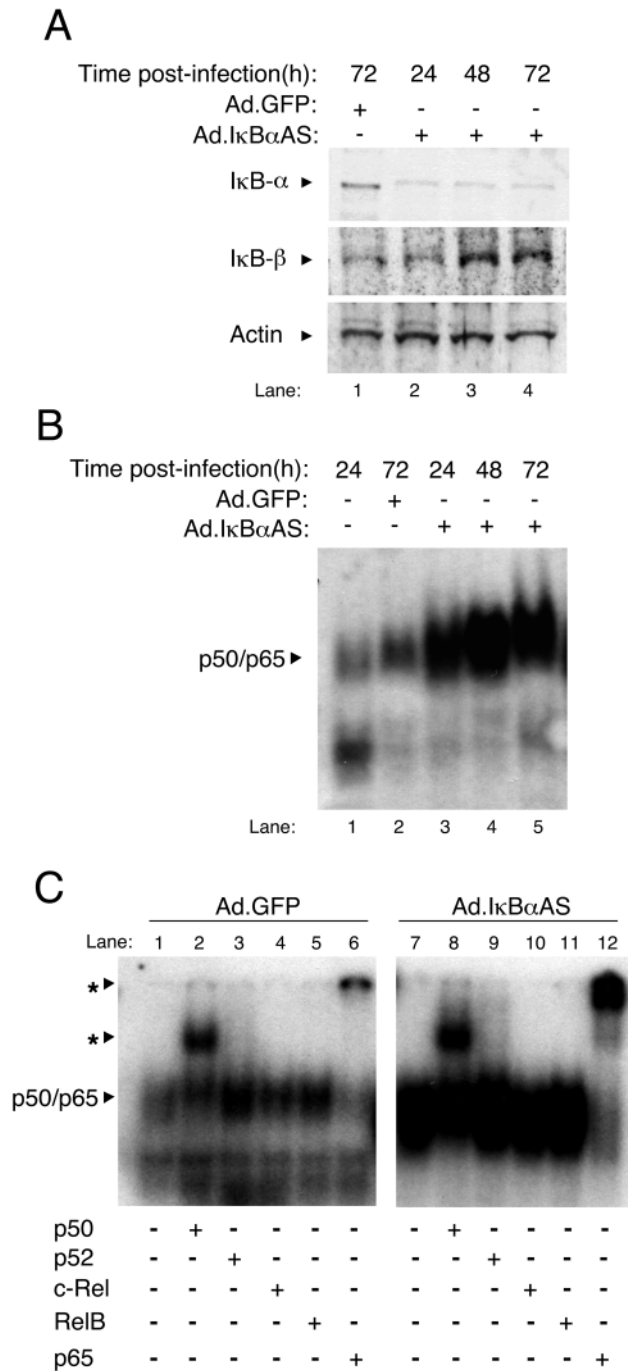 A
Time post-infection(h): 72 24 48 72
Ad.GFP: + - - -
Ad.IκBαAS: - + + +
IκB-α
IκB-β
Actin
Lane: 1 2 3 4
B
Time post-infection(h): 24 72 24 48 72
Ad.GFP: - + - - -
Ad.IκBαAS: - - + + +
p50/p65
Lane: 1 2 3 4 5
C
Ad.GFP Ad.IκBαAS
Lane: 1 2 3 4 5 6 7 8 9 10 11 12
*
*
p50/p65
p50 - + - - - - - + - - - -
p52 - - + - - - - - + - - -
c-Rel - - - + - - - - - + - -
RelB - - - - + - - - - - + -
p65 - - - - - + - - - - - +